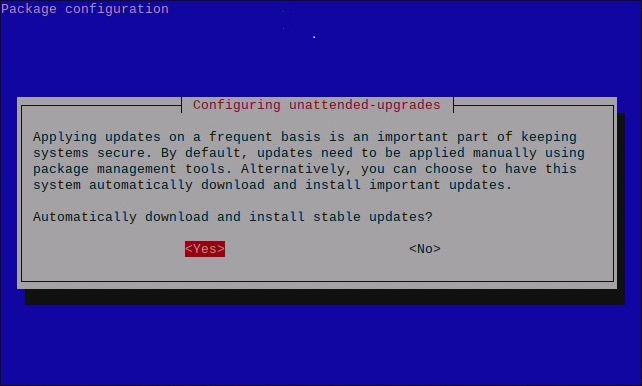 Package configuration
Configuring unattended-upgrades
Applying updates on a frequent basis is an important part of keeping
systems secure. By default, updates need to be applied manually using
package management tools. Alternatively, you can choose to have this
system automatically download and install important updates.
Automatically download and install stable updates?
<Yes> <No>